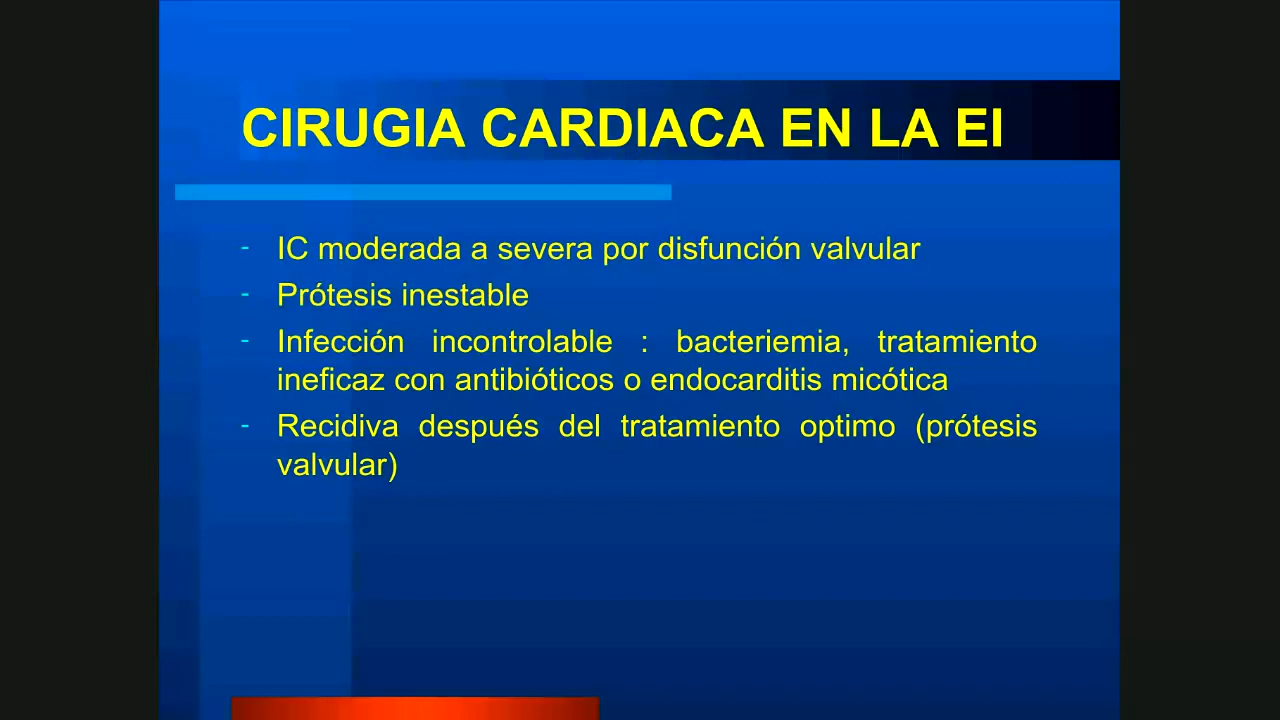 CIRUGIA CARDIACA EN LA EI
- IC moderada a severa por disfunción valvular
- Prótesis inestable
- Infección incontrolable : bacteriemia, tratamiento
ineficaz con antibióticos o endocarditis micótica
- Recidiva después del tratamiento optimo (prótesis
valvular)